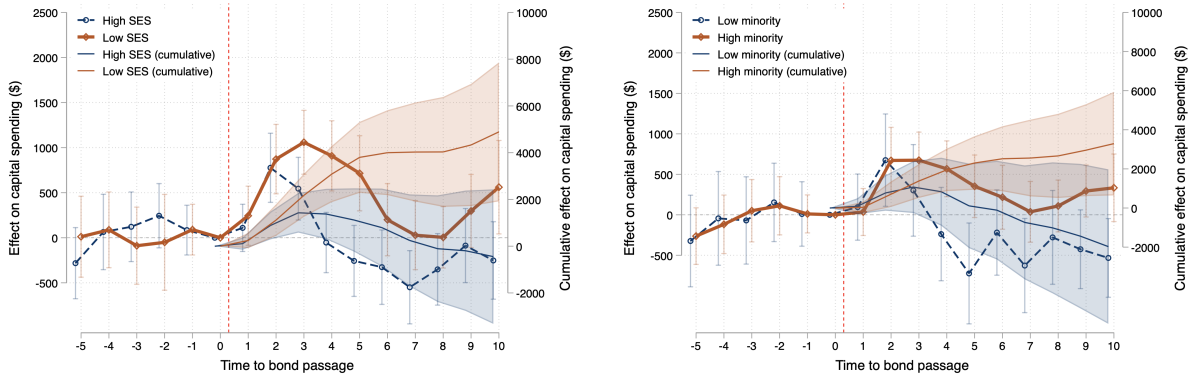 2500
2000
1500
1000
500
0
-500
Effect on capital spending ($)
High SES
Low SES
High SES (cumulative)
Low SES (cumulative)
10000
8000
6000
4000
2000
0
-2000
Cumulative effect on capital spending ($)
-5 -4 -3 -2 -1 0 1 2 3 4 5 6 7 8 9 10
Time to bond passage
2500
2000
1500
1000
500
0
-500
Effect on capital spending ($)
Low minority
High minority
Low minority (cumulative)
High minority (cumulative)
10000
8000
6000
4000
2000
0
-2000
Cumulative effect on capital spending ($)
-5 -4 -3 -2 -1 0 1 2 3 4 5 6 7 8 9 10
Time to bond passage